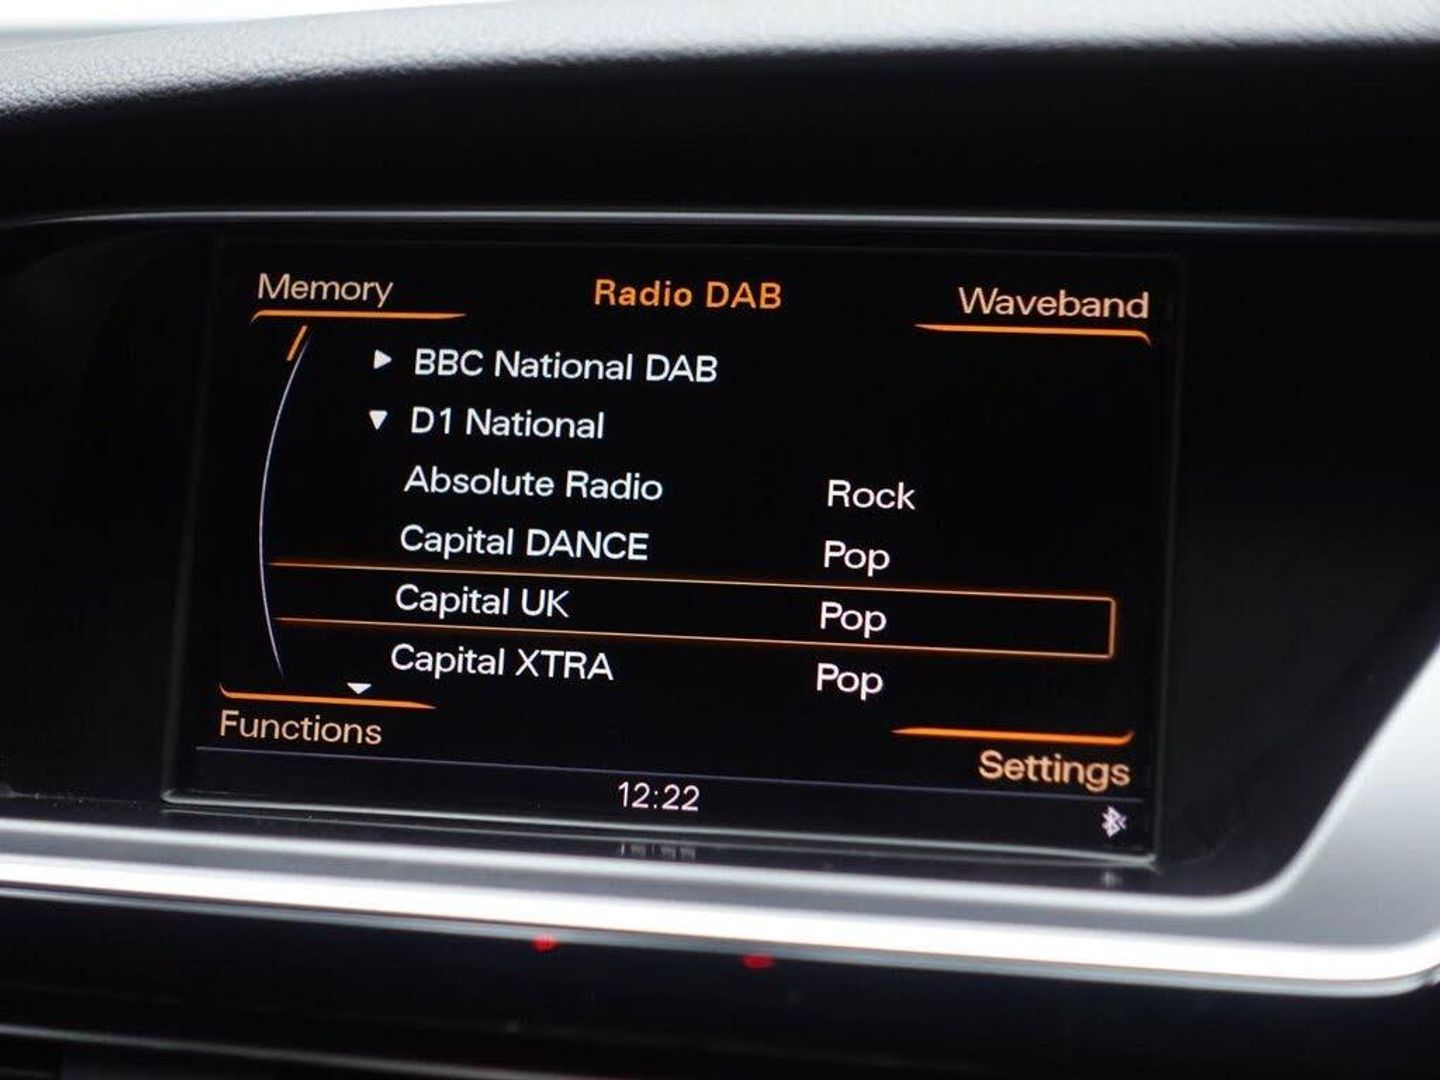 Memory Radio DAB Waveband
BBC National DAB
D1 National
Absolute Radio Rock
Capital DANCE Pop
Capital UK Pop
Capital XTRA Pop
Functions
Settings
12:22